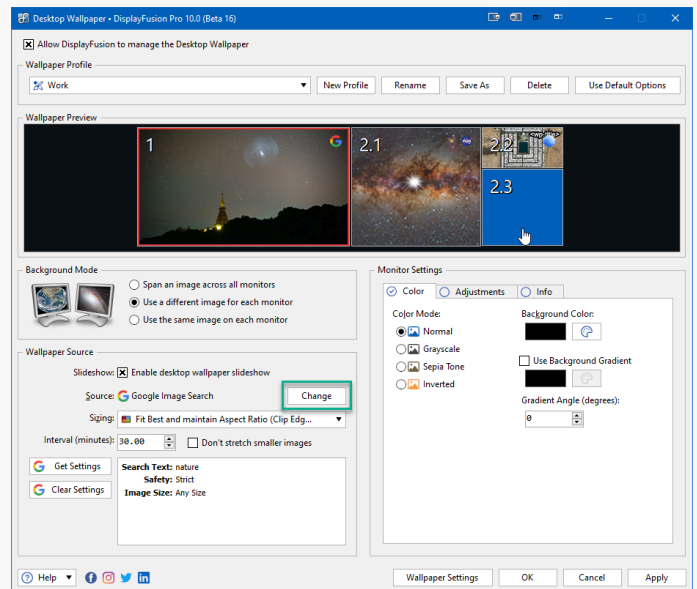 Desktop Wallpaper • DisplayFusion Pro 10.0 (Beta 16)
Allow DisplayFusion to manage the Desktop Wallpaper
Wallpaper Profile
Work
New Profile
Rename
Save As
Delete
Use Default Options
Wallpaper Preview
1
2.1
2.2
2.3
Background Mode
Span an image across all monitors
Use a different image for each monitor
Use the same image on each monitor
Wallpaper Source
Slideshow: Enable desktop wallpaper slideshow
Source: Google Image Search
Change
Sizing: Fit Best and maintain Aspect Ratio (Clip Edg...
Interval (minutes): 30.00
Don't stretch smaller images
Get Settings
Clear Settings
Search Text: nature
Safety: Strict
Image Size: Any Size
Monitor Settings
Color
Adjustments
Info
Color Mode:
Normal
Grayscale
Sepia Tone
Inverted
Background Color:
Use Background Gradient
Gradient Angle (degrees):
0
Help
Wallpaper Settings
OK
Cancel
Apply